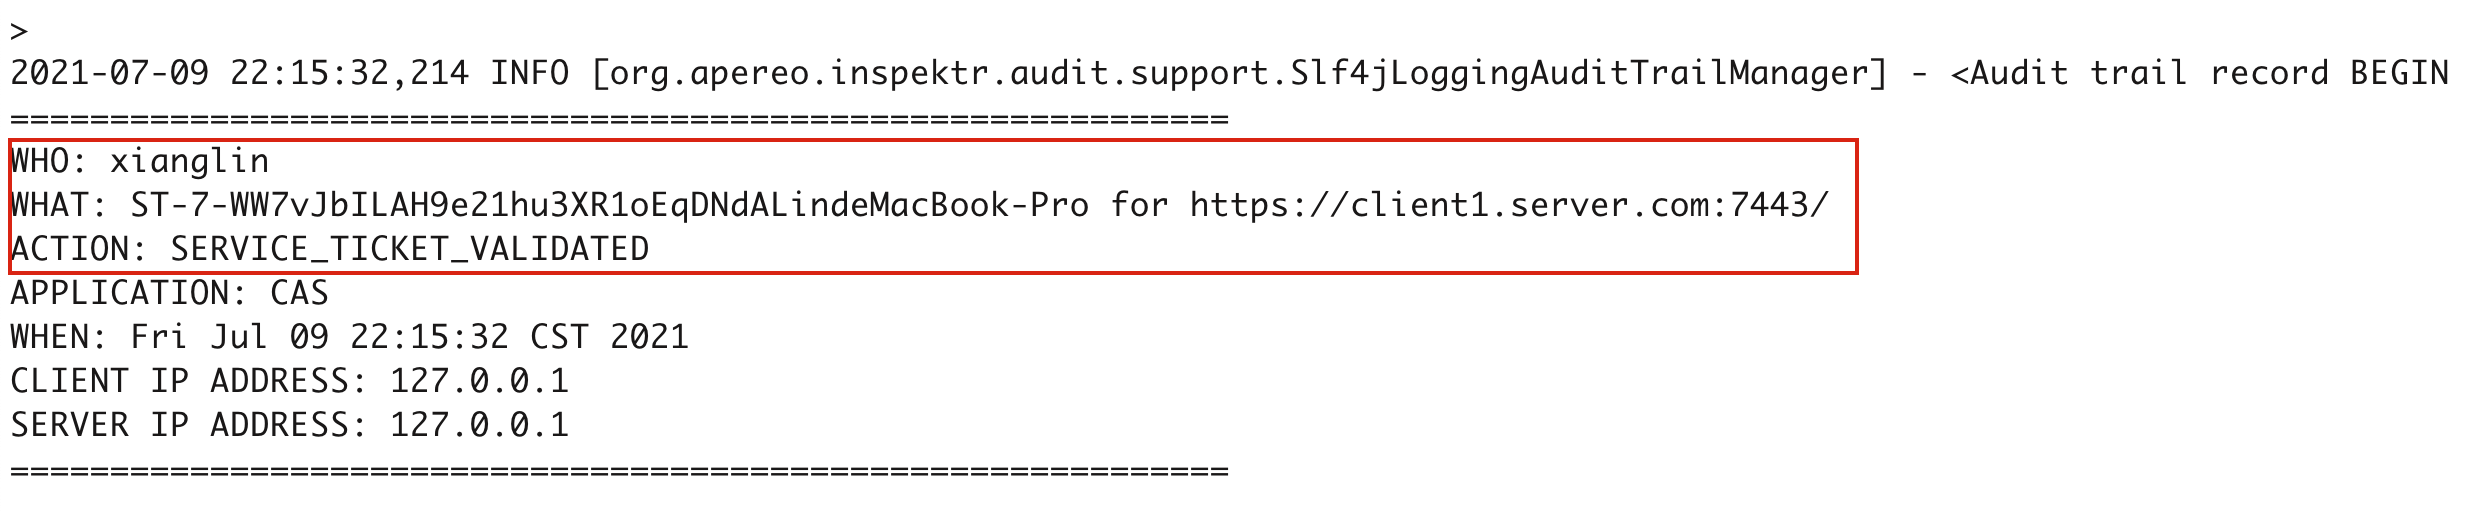 >
2021-07-09 22:15:32,214 INFO [org.apereo.inspektr.audit.support.Slf4jLoggingAuditTrailManager] - <Audit trail record BEGIN
=============================================================
WHO: xianglin
WHAT: ST-7-WW7vJbILAH9e21hu3XR1oEqDNdALindeMacBook-Pro for https://client1.server.com:7443/
ACTION: SERVICE_TICKET_VALIDATED
APPLICATION: CAS
WHEN: Fri Jul 09 22:15:32 CST 2021
CLIENT IP ADDRESS: 127.0.0.1
SERVER IP ADDRESS: 127.0.0.1
=============================================================